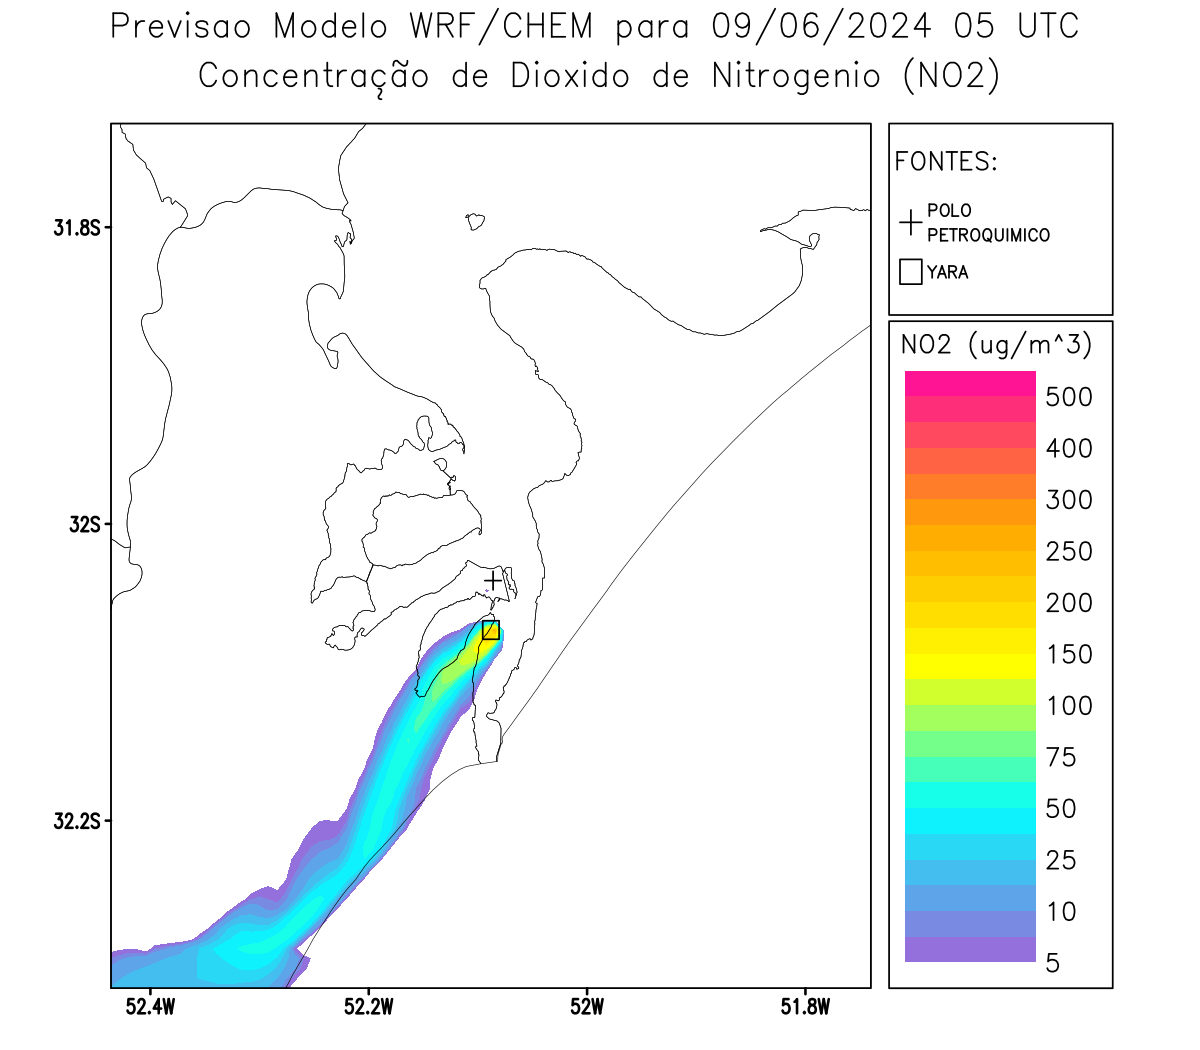 Previsao Modelo WRF/CHEM para 09/06/2024 05 UTC
Concentração de Dioxido de Nitrogenio (NO2)
FONTES:
POLO
PETROQUIMICO
YARA
NO2 (ug/m^3)
500
400
300
250
200
150
100
75
50
25
10
5
31.8S
32S
32.2S
52.4W
52.2W
52W
51.8W